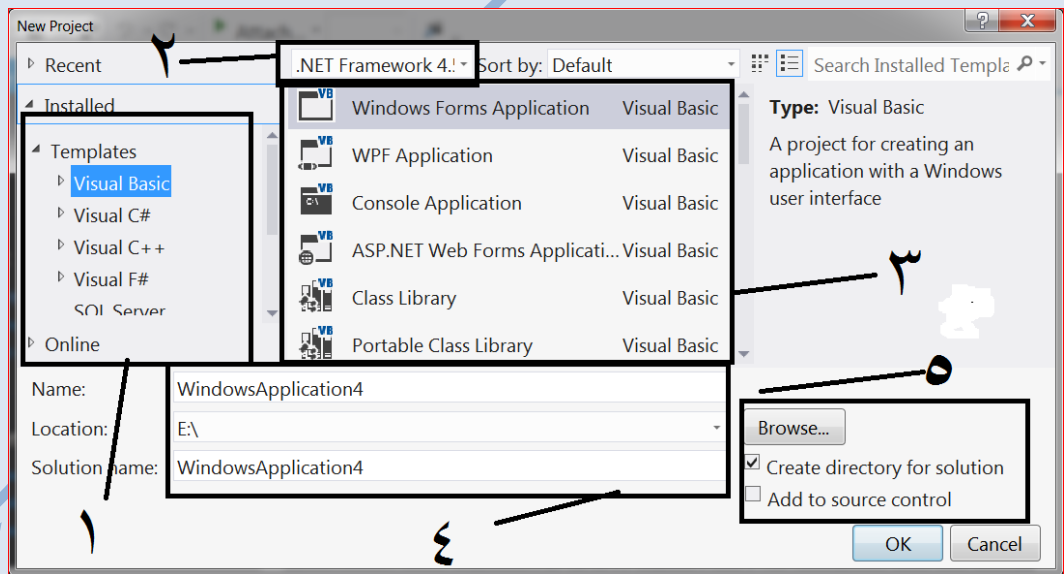 New Project
Attach...
Recent
.NET Framework 4.
Sort by: Default
Search Installed Templa
Installed
Templates
Visual Basic
Visual C#
Visual C++
Visual F#
SQL Server
Online
Windows Forms Application Visual Basic
WPF Application Visual Basic
Console Application Visual Basic
ASP.NET Web Forms Applicati... Visual Basic
Class Library Visual Basic
Portable Class Library Visual Basic
Type: Visual Basic
A project for creating an
application with a Windows
user interface
Name: WindowsApplication4
Location: E:\
Solution name: WindowsApplication4
Browse...
Create directory for solution
Add to source control
OK Cancel
١
٢
٣
٤
٥